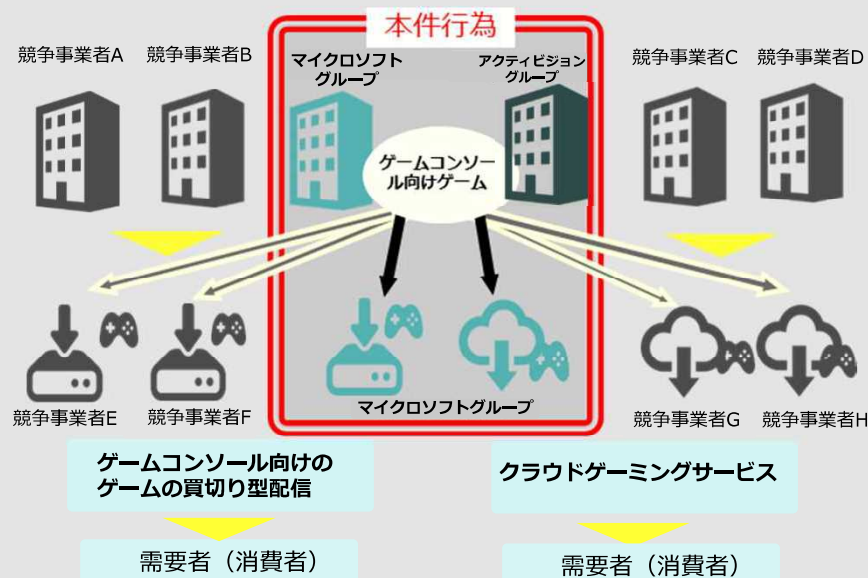 本件行為
競争事業者A
競争事業者B
マイクロソフト
グループ
アクティビジョン
グループ
競争事業者C
競争事業者D
ゲームコンソー
ル向けゲーム
競争事業者E
競争事業者F
マイクロソフトグループ
競争事業者G
競争事業者H
ゲームコンソール向けの
ゲームの買切り型配信
クラウドゲーミングサービス
需要者（消費者）
需要者（消費者）